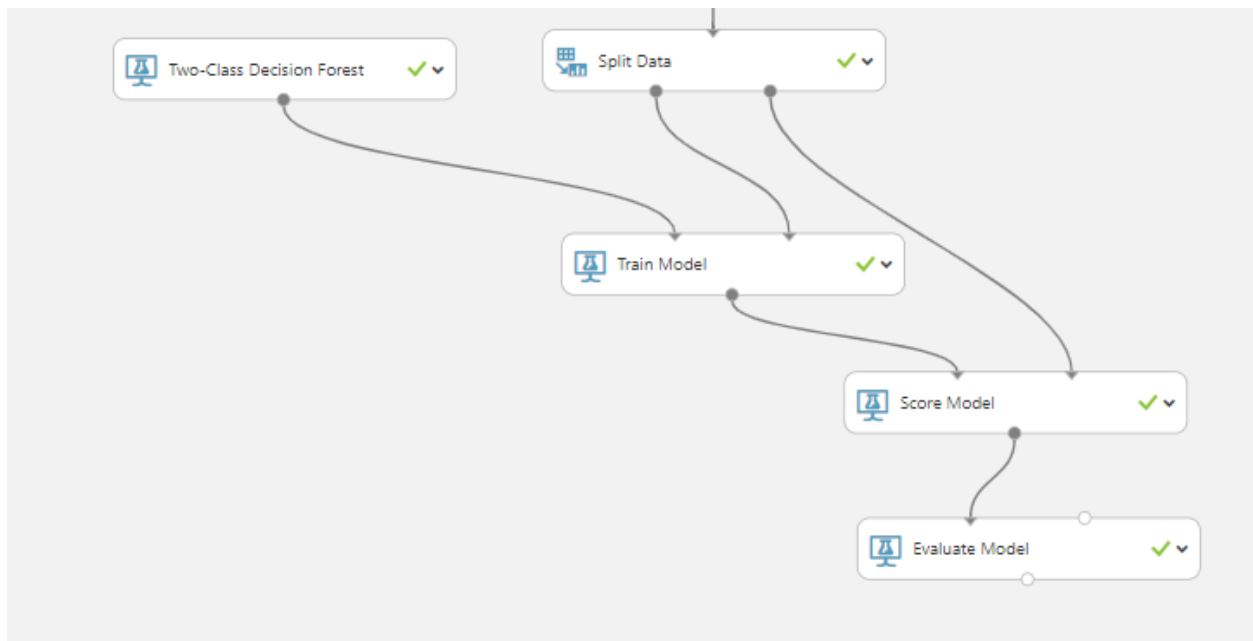 Two-Class Decision Forest
Split Data
Train Model
Score Model
Evaluate Model